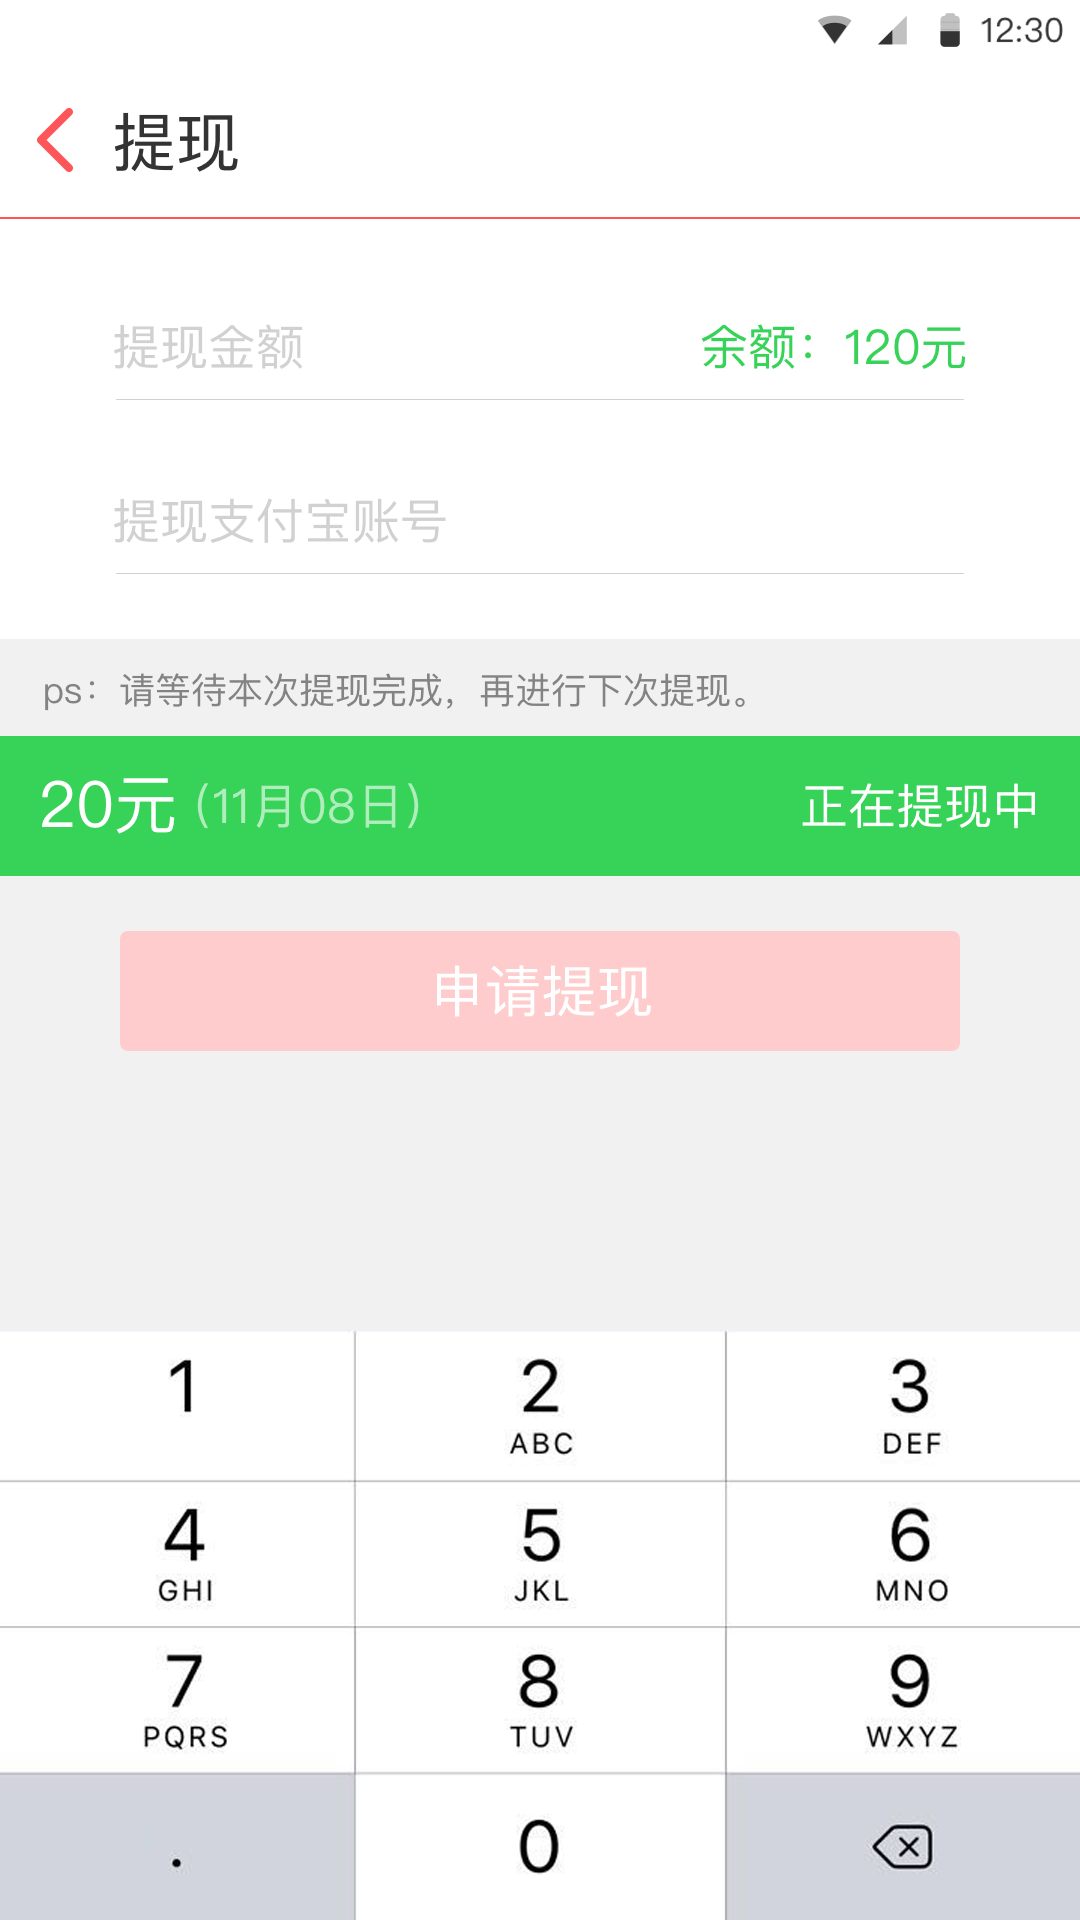 12:30
提现
提现金额 余额：120元
提现支付宝账号
ps：请等待本次提现完成，再进行下次提现。
20元 (11月08日) 正在提现中
申请提现
1 2 3
ABC DEF
4 5 6
GHI JKL MNO
7 8 9
PQRS TUV WXYZ
. 0